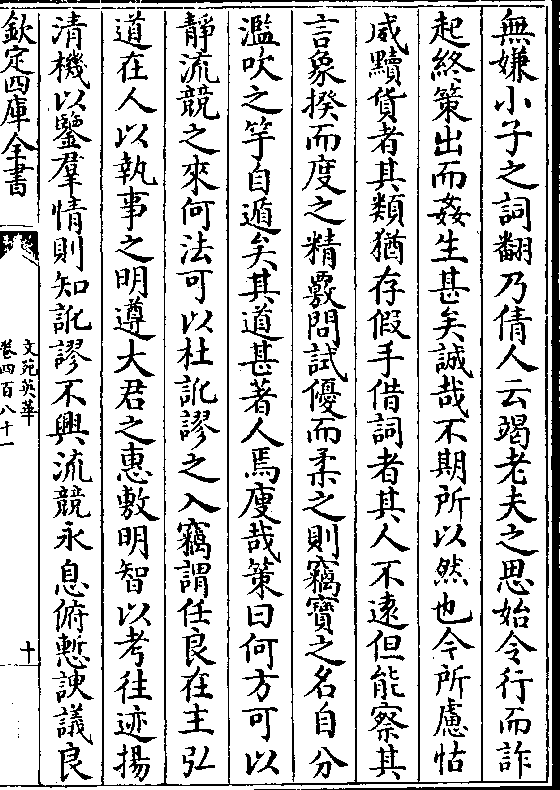 無嫌小子之詞翻乃倩人云竭老夫之思始令行而詐
起終策出而姦生甚矣誠哉不期所以然也今所慮怙
威黷貨者其類猶存假手借詞者其人不遠但能察其
言象揆而度之精覈問試優而柔之則竊寳之名自分
濫吹之竽自遁矣其道甚著人焉廋哉策曰何方可以
靜流競之來何法可以杜訛謬之入竊謂任良在主弘
道在人以執事之明遵大君之惠敷明智以考往迹揚
清機以鑒羣情則知訛謬不興流競永息俯慙諛議良
欽定四庫全書
文苑英華
卷四百八十一
十